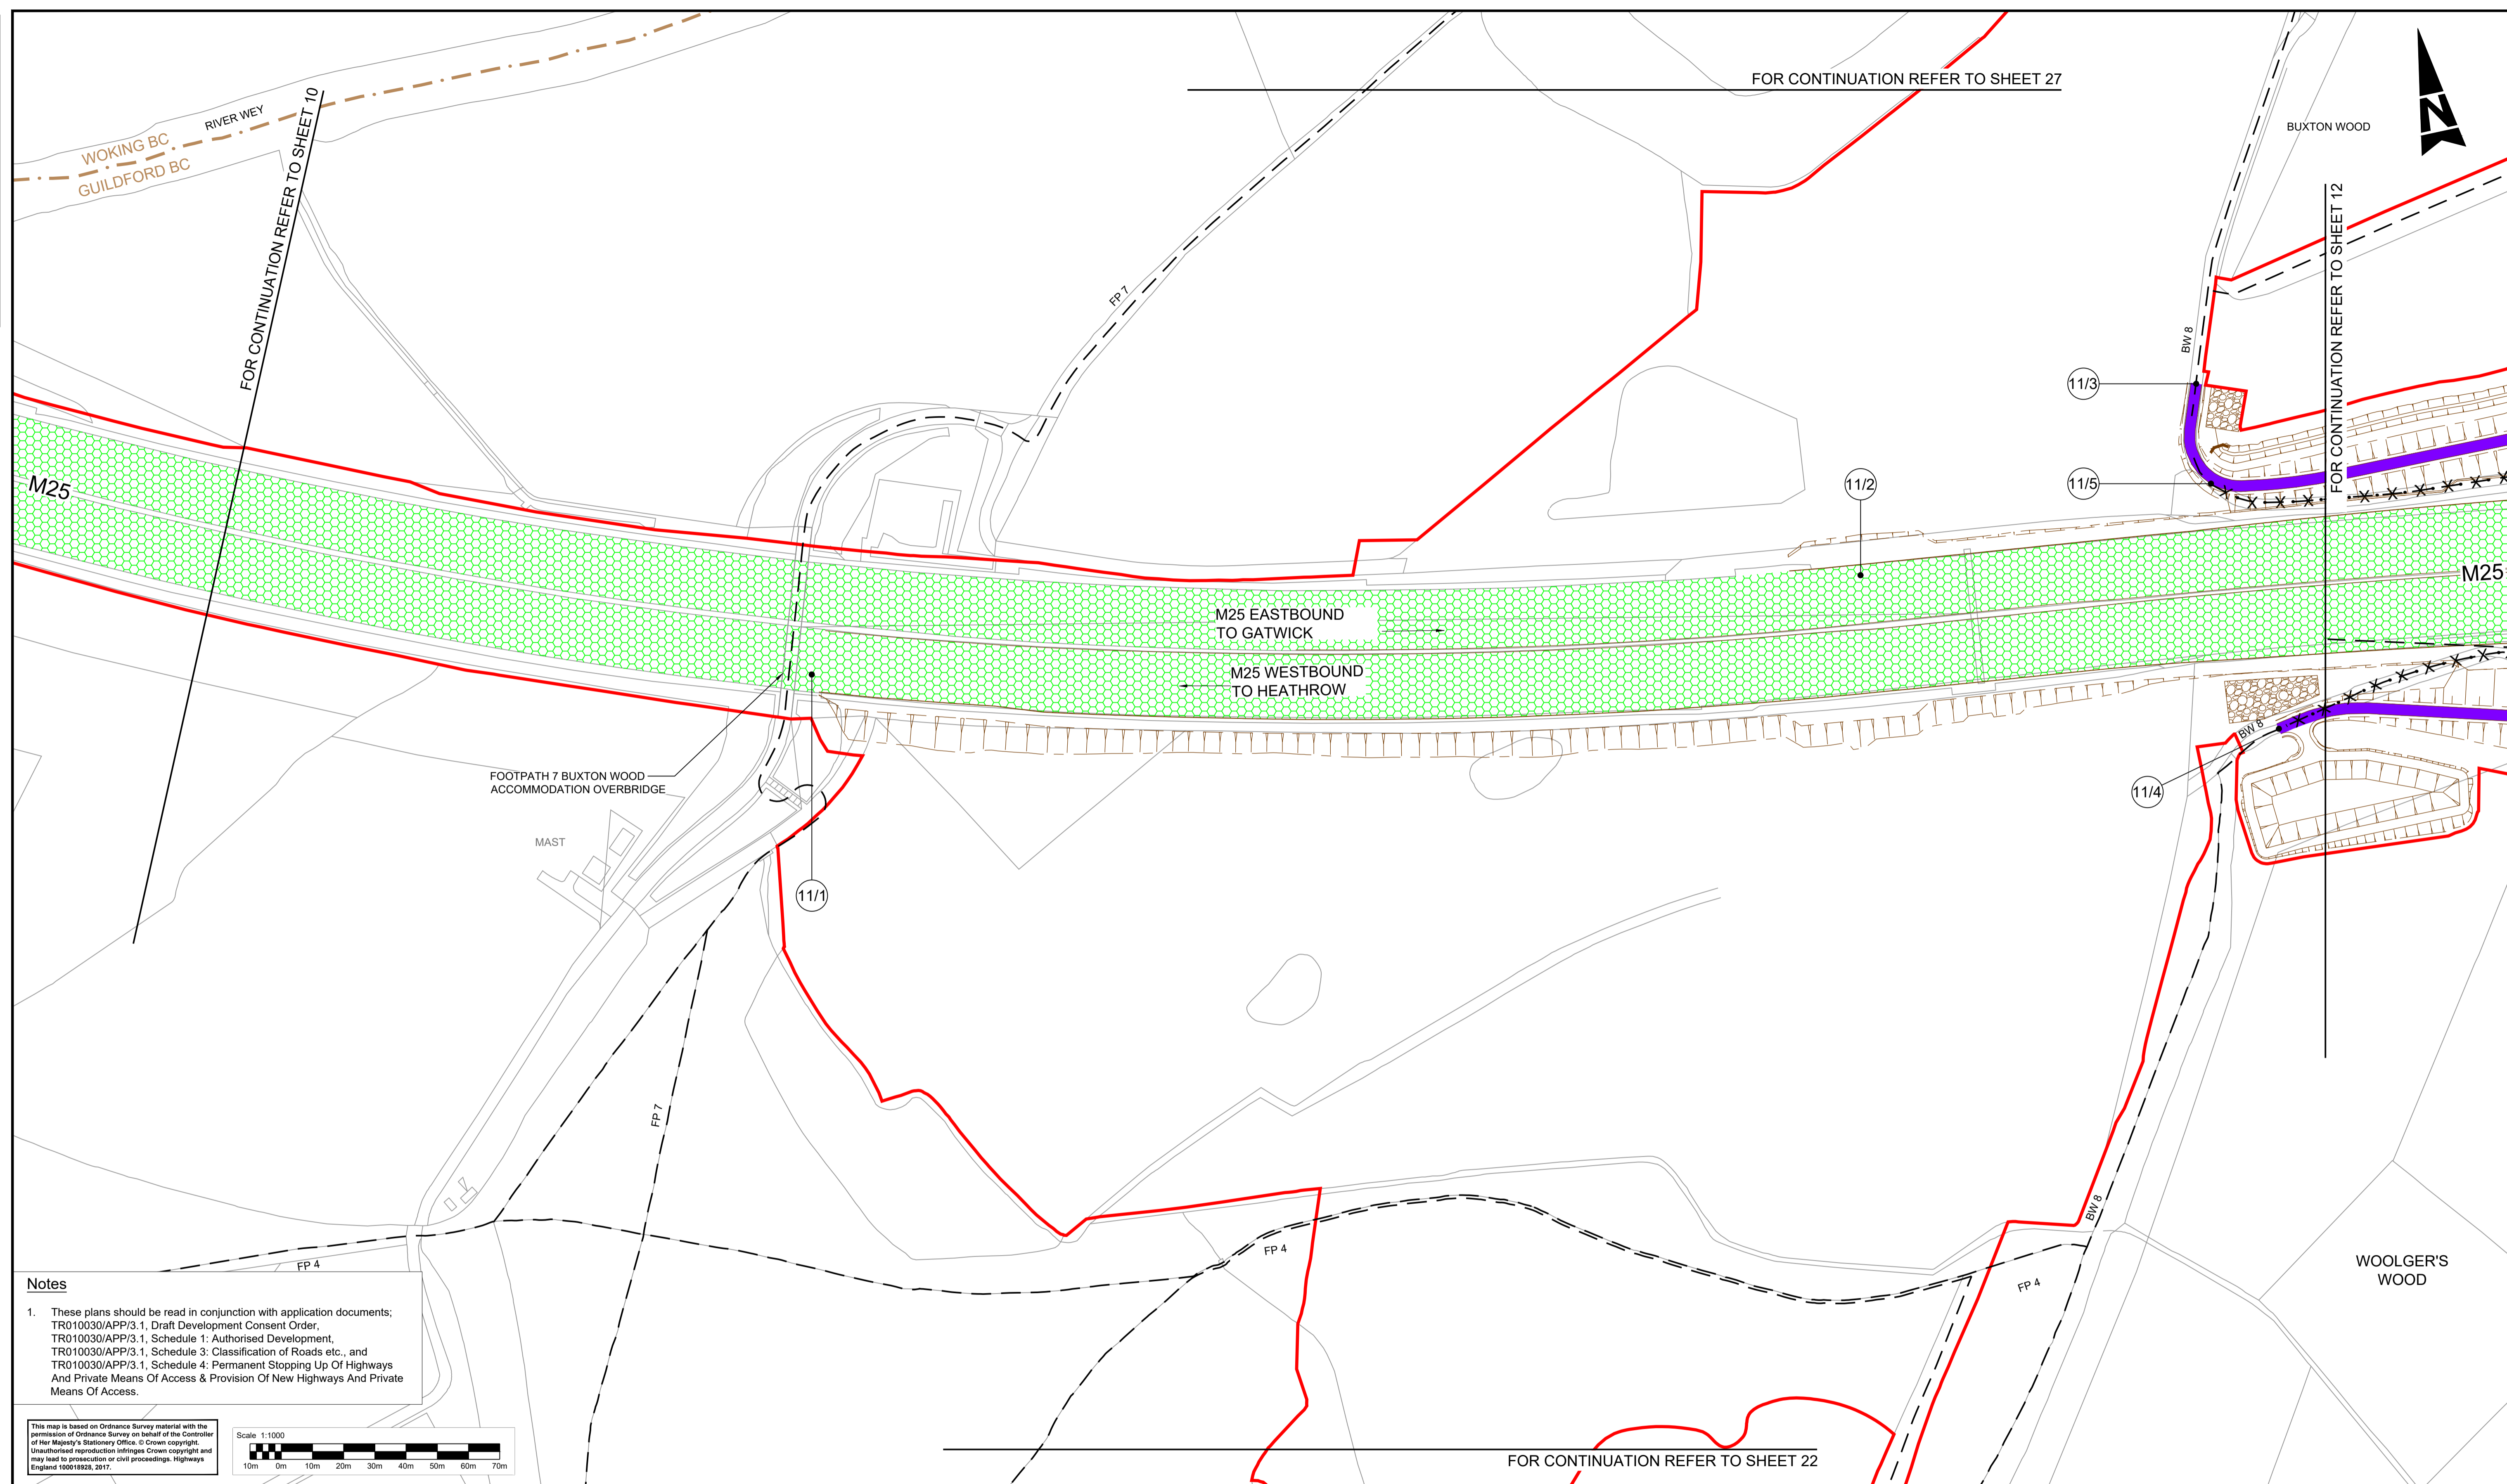 FOR CONTINUATION REFER TO SHEET 27
N
BUXTON WOOD
RIVER WEY
WOKING BC
GUILDFORD BC
FOR CONTINUATION REFER TO SHEET 10
FOR CONTINUATION REFER TO SHEET 12
FP 7
BW 8
11/3
11/5
11/2
M25
M25
M25 EASTBOUND
TO GATWICK
M25 WESTBOUND
TO HEATHROW
BW 8
11/4
FOOTPATH 7 BUXTON WOOD
ACCOMMODATION OVERBRIDGE
MAST
11/1
FP 7
BW 8
FP 4
FP 4
FP 4
WOOLGER'S
WOOD
Notes
1. These plans should be read in conjunction with application documents;
TR010030/APP/3.1, Draft Development Consent Order,
TR010030/APP/3.1, Schedule 1: Authorised Development,
TR010030/APP/3.1, Schedule 3: Classification of Roads etc., and
TR010030/APP/3.1, Schedule 4: Permanent Stopping Up Of Highways
And Private Means Of Access & Provision Of New Highways And Private
Means Of Access.
This map is based on Ordnance Survey material with the
permission of Ordnance Survey on behalf of the Controller
of Her Majesty's Stationery Office. © Crown copyright.
Unauthorised reproduction infringes Crown copyright and
may lead to prosecution or civil proceedings. Highways
England 100018928, 2017.
Scale 1:1000
10m 0m 10m 20m 30m 40m 50m 60m 70m
FOR CONTINUATION REFER TO SHEET 22